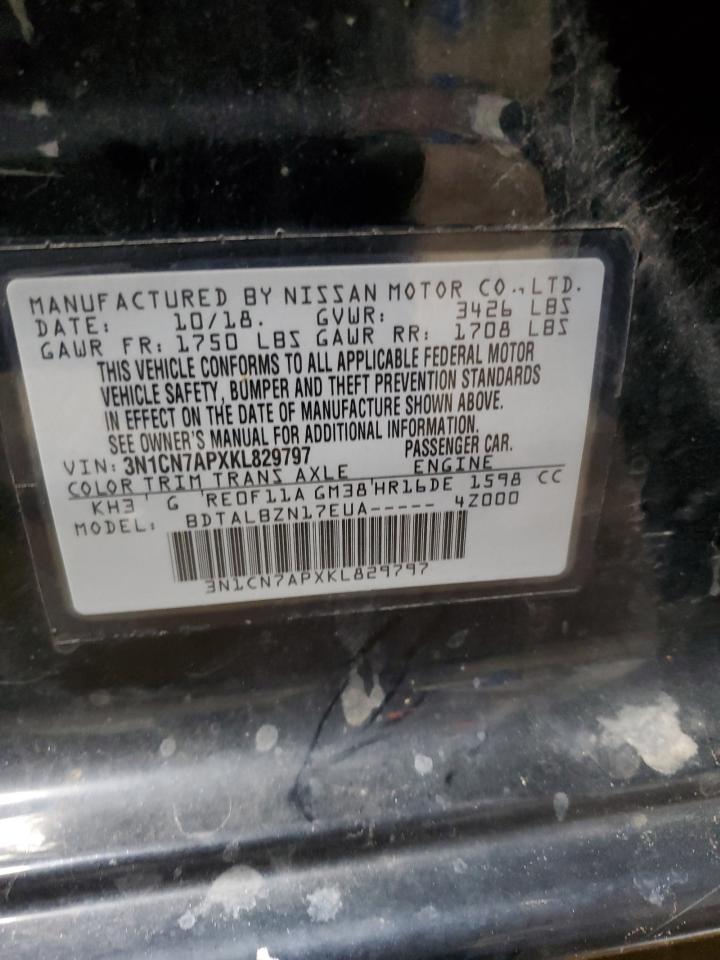 MANUFACTURED BY NISSAN MOTOR CO., LTD.
DATE: 10/18. GVWR: 3426 LBS
GAWR FR: 1750 LBS GAWR RR: 1708 LBS
THIS VEHICLE CONFORMS TO ALL APPLICABLE FEDERAL MOTOR
VEHICLE SAFETY, BUMPER AND THEFT PREVENTION STANDARDS
IN EFFECT ON THE DATE OF MANUFACTURE SHOWN ABOVE.
SEE OWNER'S MANUAL FOR ADDITIONAL INFORMATION.
VIN: 3N1CN7APXKL829797 PASSENGER CAR.
COLOR TRIM TRANS AXLE ENGINE
KH3 G RE0F11A GM38 HR16DE 1598 CC
MODEL: BDTALBZN17EUA----- 4Z000
3N1CN7APXKL829797